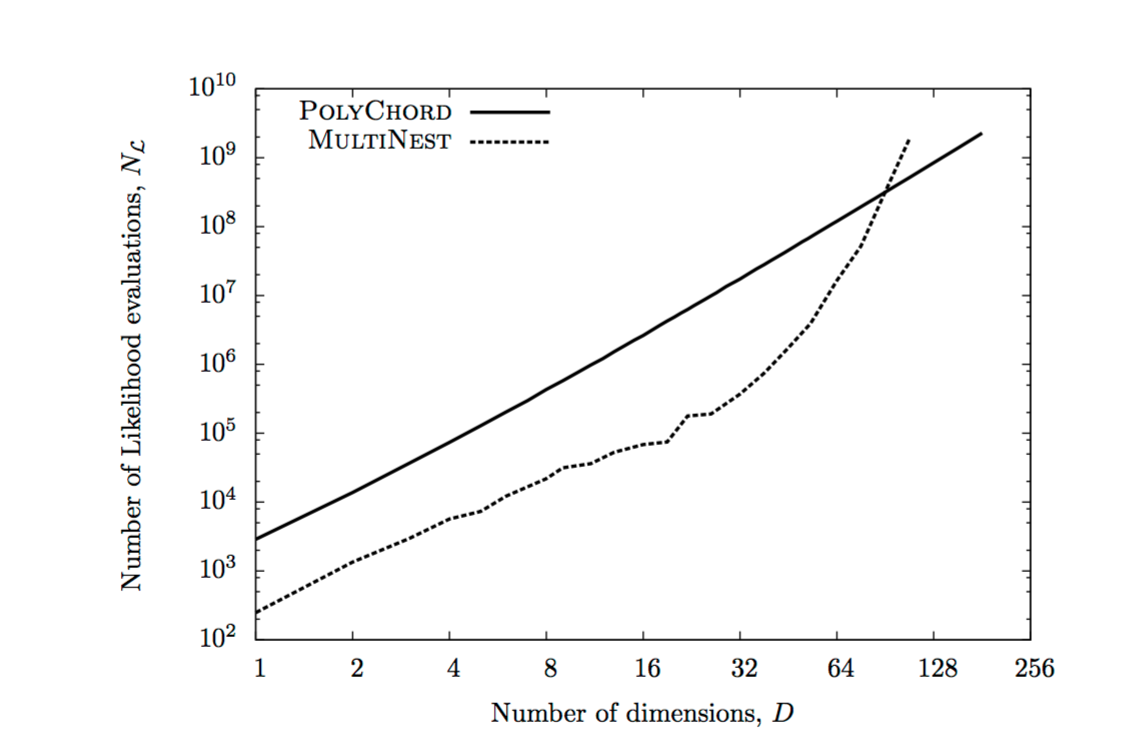 10^10
10^9
10^8
10^7
10^6
10^5
10^4
10^3
10^2
Number of Likelihood evaluations, N_ℒ
POLYCHORD
MULTINEST
1 2 4 8 16 32 64 128 256
Number of dimensions, D